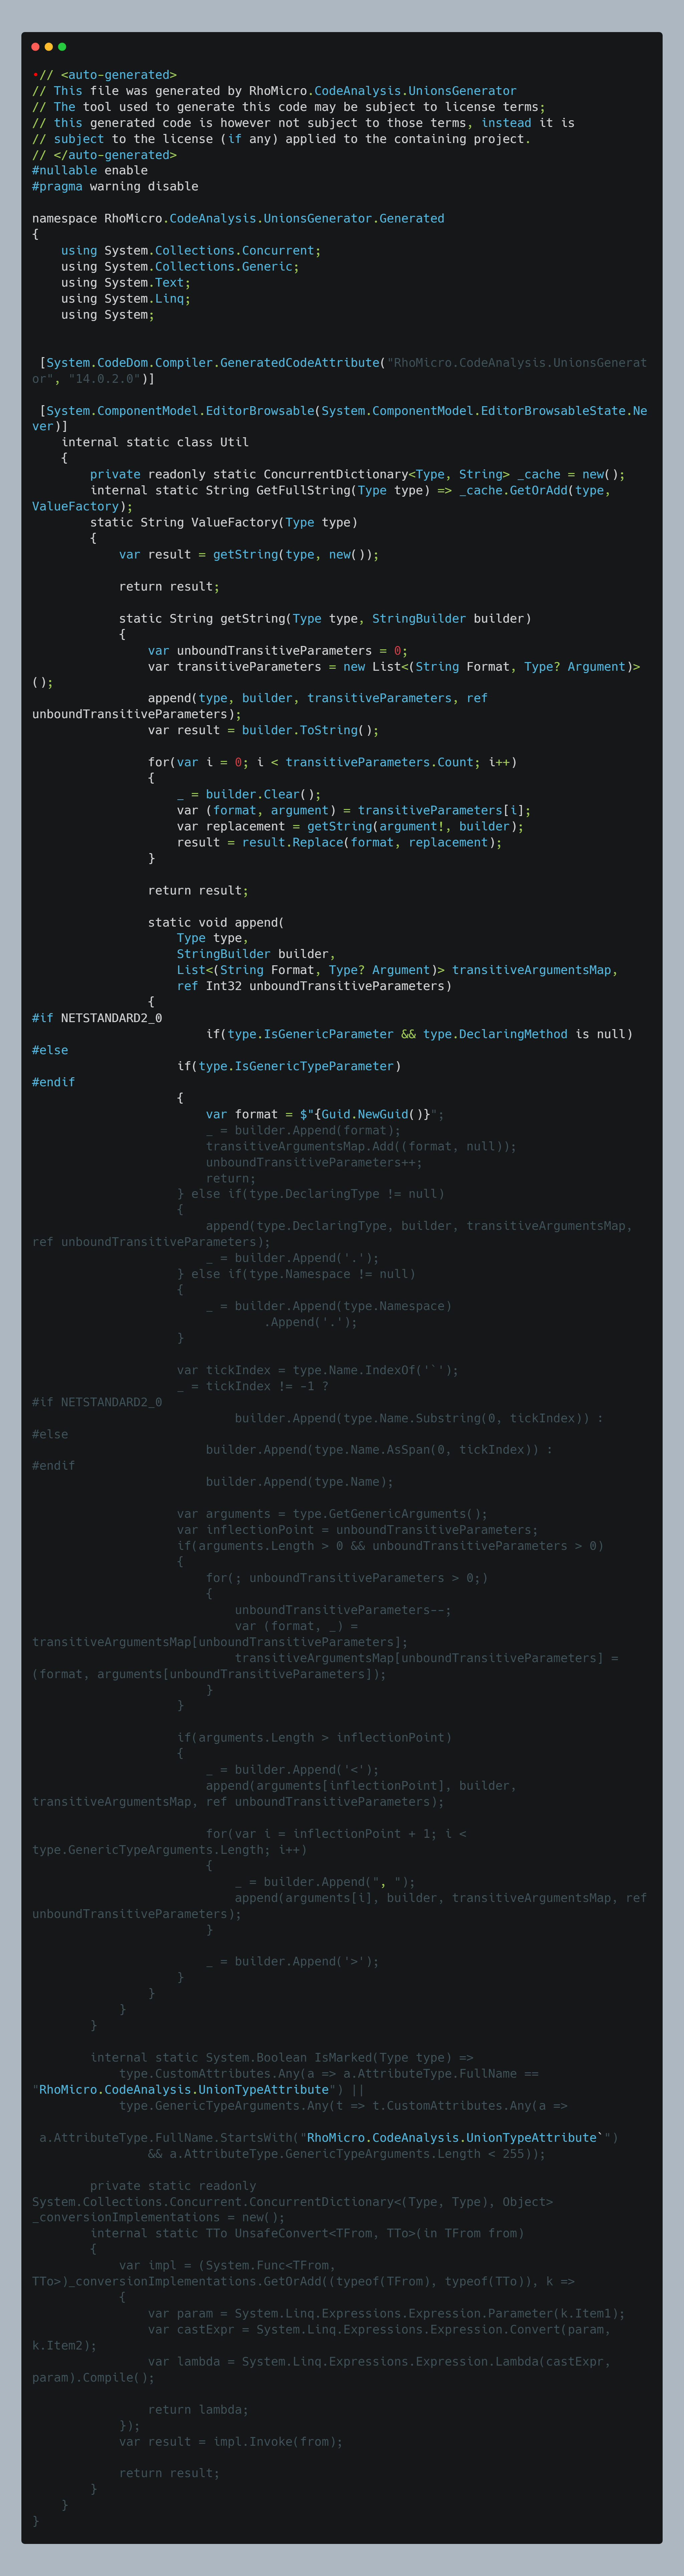 •// <auto-generated>
// This file was generated by RhoMicro.CodeAnalysis.UnionsGenerator
// The tool used to generate this code may be subject to license terms;
// this generated code is however not subject to those terms, instead it is
// subject to the license (if any) applied to the containing project.
// </auto-generated>
#nullable enable
#pragma warning disable

namespace RhoMicro.CodeAnalysis.UnionsGenerator.Generated
{
    using System.Collections.Concurrent;
    using System.Collections.Generic;
    using System.Text;
    using System.Linq;
    using System;


 [System.CodeDom.Compiler.GeneratedCodeAttribute("RhoMicro.CodeAnalysis.UnionsGenerat
or", "14.0.2.0")]

 [System.ComponentModel.EditorBrowsable(System.ComponentModel.EditorBrowsableState.Ne
ver)]
    internal static class Util
    {
        private readonly static ConcurrentDictionary<Type, String> _cache = new();
        internal static String GetFullString(Type type) => _cache.GetOrAdd(type,
ValueFactory);
        static String ValueFactory(Type type)
        {
            var result = getString(type, new());

            return result;

            static String getString(Type type, StringBuilder builder)
            {
                var unboundTransitiveParameters = 0;
                var transitiveParameters = new List<(String Format, Type? Argument)>
();
                append(type, builder, transitiveParameters, ref
unboundTransitiveParameters);
                var result = builder.ToString();

                for(var i = 0; i < transitiveParameters.Count; i++)
                {
                    _ = builder.Clear();
                    var (format, argument) = transitiveParameters[i];
                    var replacement = getString(argument!, builder);
                    result = result.Replace(format, replacement);
                }

                return result;

                static void append(
                    Type type,
                    StringBuilder builder,
                    List<(String Format, Type? Argument)> transitiveArgumentsMap,
                    ref Int32 unboundTransitiveParameters)
                {
#if NETSTANDARD2_0
                        if(type.IsGenericParameter && type.DeclaringMethod is null)
#else
                    if(type.IsGenericTypeParameter)
#endif
                    {
                        var format = $"{Guid.NewGuid()}";
                        _ = builder.Append(format);
                        transitiveArgumentsMap.Add((format, null));
                        unboundTransitiveParameters++;
                        return;
                    } else if(type.DeclaringType != null)
                    {
                        append(type.DeclaringType, builder, transitiveArgumentsMap,
ref unboundTransitiveParameters);
                        _ = builder.Append('.');
                    } else if(type.Namespace != null)
                    {
                        _ = builder.Append(type.Namespace)
                                .Append('.');
                    }

                    var tickIndex = type.Name.IndexOf('`');
                    _ = tickIndex != -1 ?
#if NETSTANDARD2_0
                            builder.Append(type.Name.Substring(0, tickIndex)) :
#else
                        builder.Append(type.Name.AsSpan(0, tickIndex)) :
#endif
                        builder.Append(type.Name);

                    var arguments = type.GetGenericArguments();
                    var inflectionPoint = unboundTransitiveParameters;
                    if(arguments.Length > 0 && unboundTransitiveParameters > 0)
                    {
                        for(; unboundTransitiveParameters > 0;)
                        {
                            unboundTransitiveParameters--;
                            var (format, _) =
transitiveArgumentsMap[unboundTransitiveParameters];
                            transitiveArgumentsMap[unboundTransitiveParameters] =
(format, arguments[unboundTransitiveParameters]);
                        }
                    }

                    if(arguments.Length > inflectionPoint)
                    {
                        _ = builder.Append('<');
                        append(arguments[inflectionPoint], builder,
transitiveArgumentsMap, ref unboundTransitiveParameters);

                        for(var i = inflectionPoint + 1; i <
type.GenericTypeArguments.Length; i++)
                        {
                            _ = builder.Append(", ");
                            append(arguments[i], builder, transitiveArgumentsMap, ref
unboundTransitiveParameters);
                        }

                        _ = builder.Append('>');
                    }
                }
            }
        }

        internal static System.Boolean IsMarked(Type type) =>
            type.CustomAttributes.Any(a => a.AttributeType.FullName ==
"RhoMicro.CodeAnalysis.UnionTypeAttribute") ||
            type.GenericTypeArguments.Any(t => t.CustomAttributes.Any(a =>

 a.AttributeType.FullName.StartsWith("RhoMicro.CodeAnalysis.UnionTypeAttribute`")
                && a.AttributeType.GenericTypeArguments.Length < 255));

        private static readonly
System.Collections.Concurrent.ConcurrentDictionary<(Type, Type), Object>
_conversionImplementations = new();
        internal static TTo UnsafeConvert<TFrom, TTo>(in TFrom from)
        {
            var impl = (System.Func<TFrom,
TTo>)_conversionImplementations.GetOrAdd((typeof(TFrom), typeof(TTo)), k =>
            {
                var param = System.Linq.Expressions.Expression.Parameter(k.Item1);
                var castExpr = System.Linq.Expressions.Expression.Convert(param,
k.Item2);
                var lambda = System.Linq.Expressions.Expression.Lambda(castExpr,
param).Compile();

                return lambda;
            });
            var result = impl.Invoke(from);

            return result;
        }
    }
}